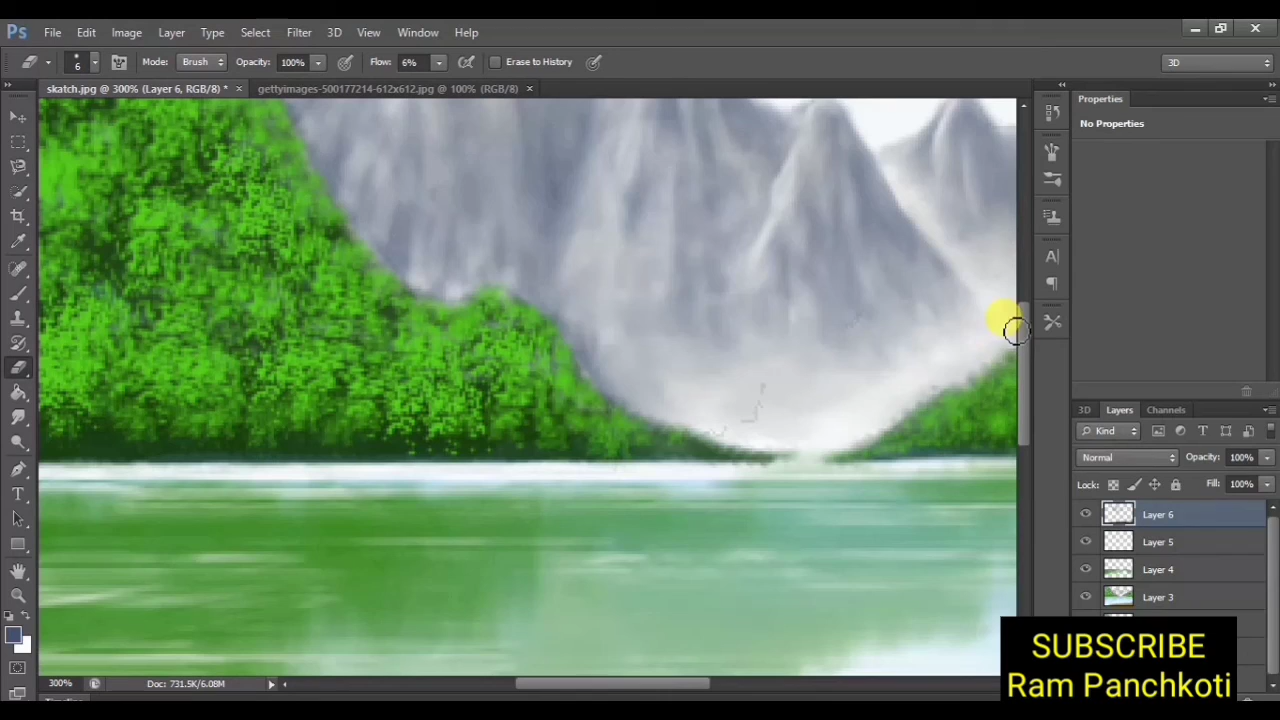 Ps File Edit Image Layer Type Select Filter 3D View Window Help
6 Mode: Brush Opacity: 100% Flow: 6% Erase to History 3D
skatch.jpg @ 300% (Layer 6, RGB/8) * × gettyimages-500177214-612x612.jpg @ 100% (RGB/8) ×
Properties
No Properties
3D Layers Channels
Kind
Normal Opacity: 100%
Lock: Fill: 100%
Layer 6
Layer 5
Layer 4
Layer 3
SUBSCRIBE
Ram Panchkoti
300% Doc: 731.5K/6.08M
Timeline